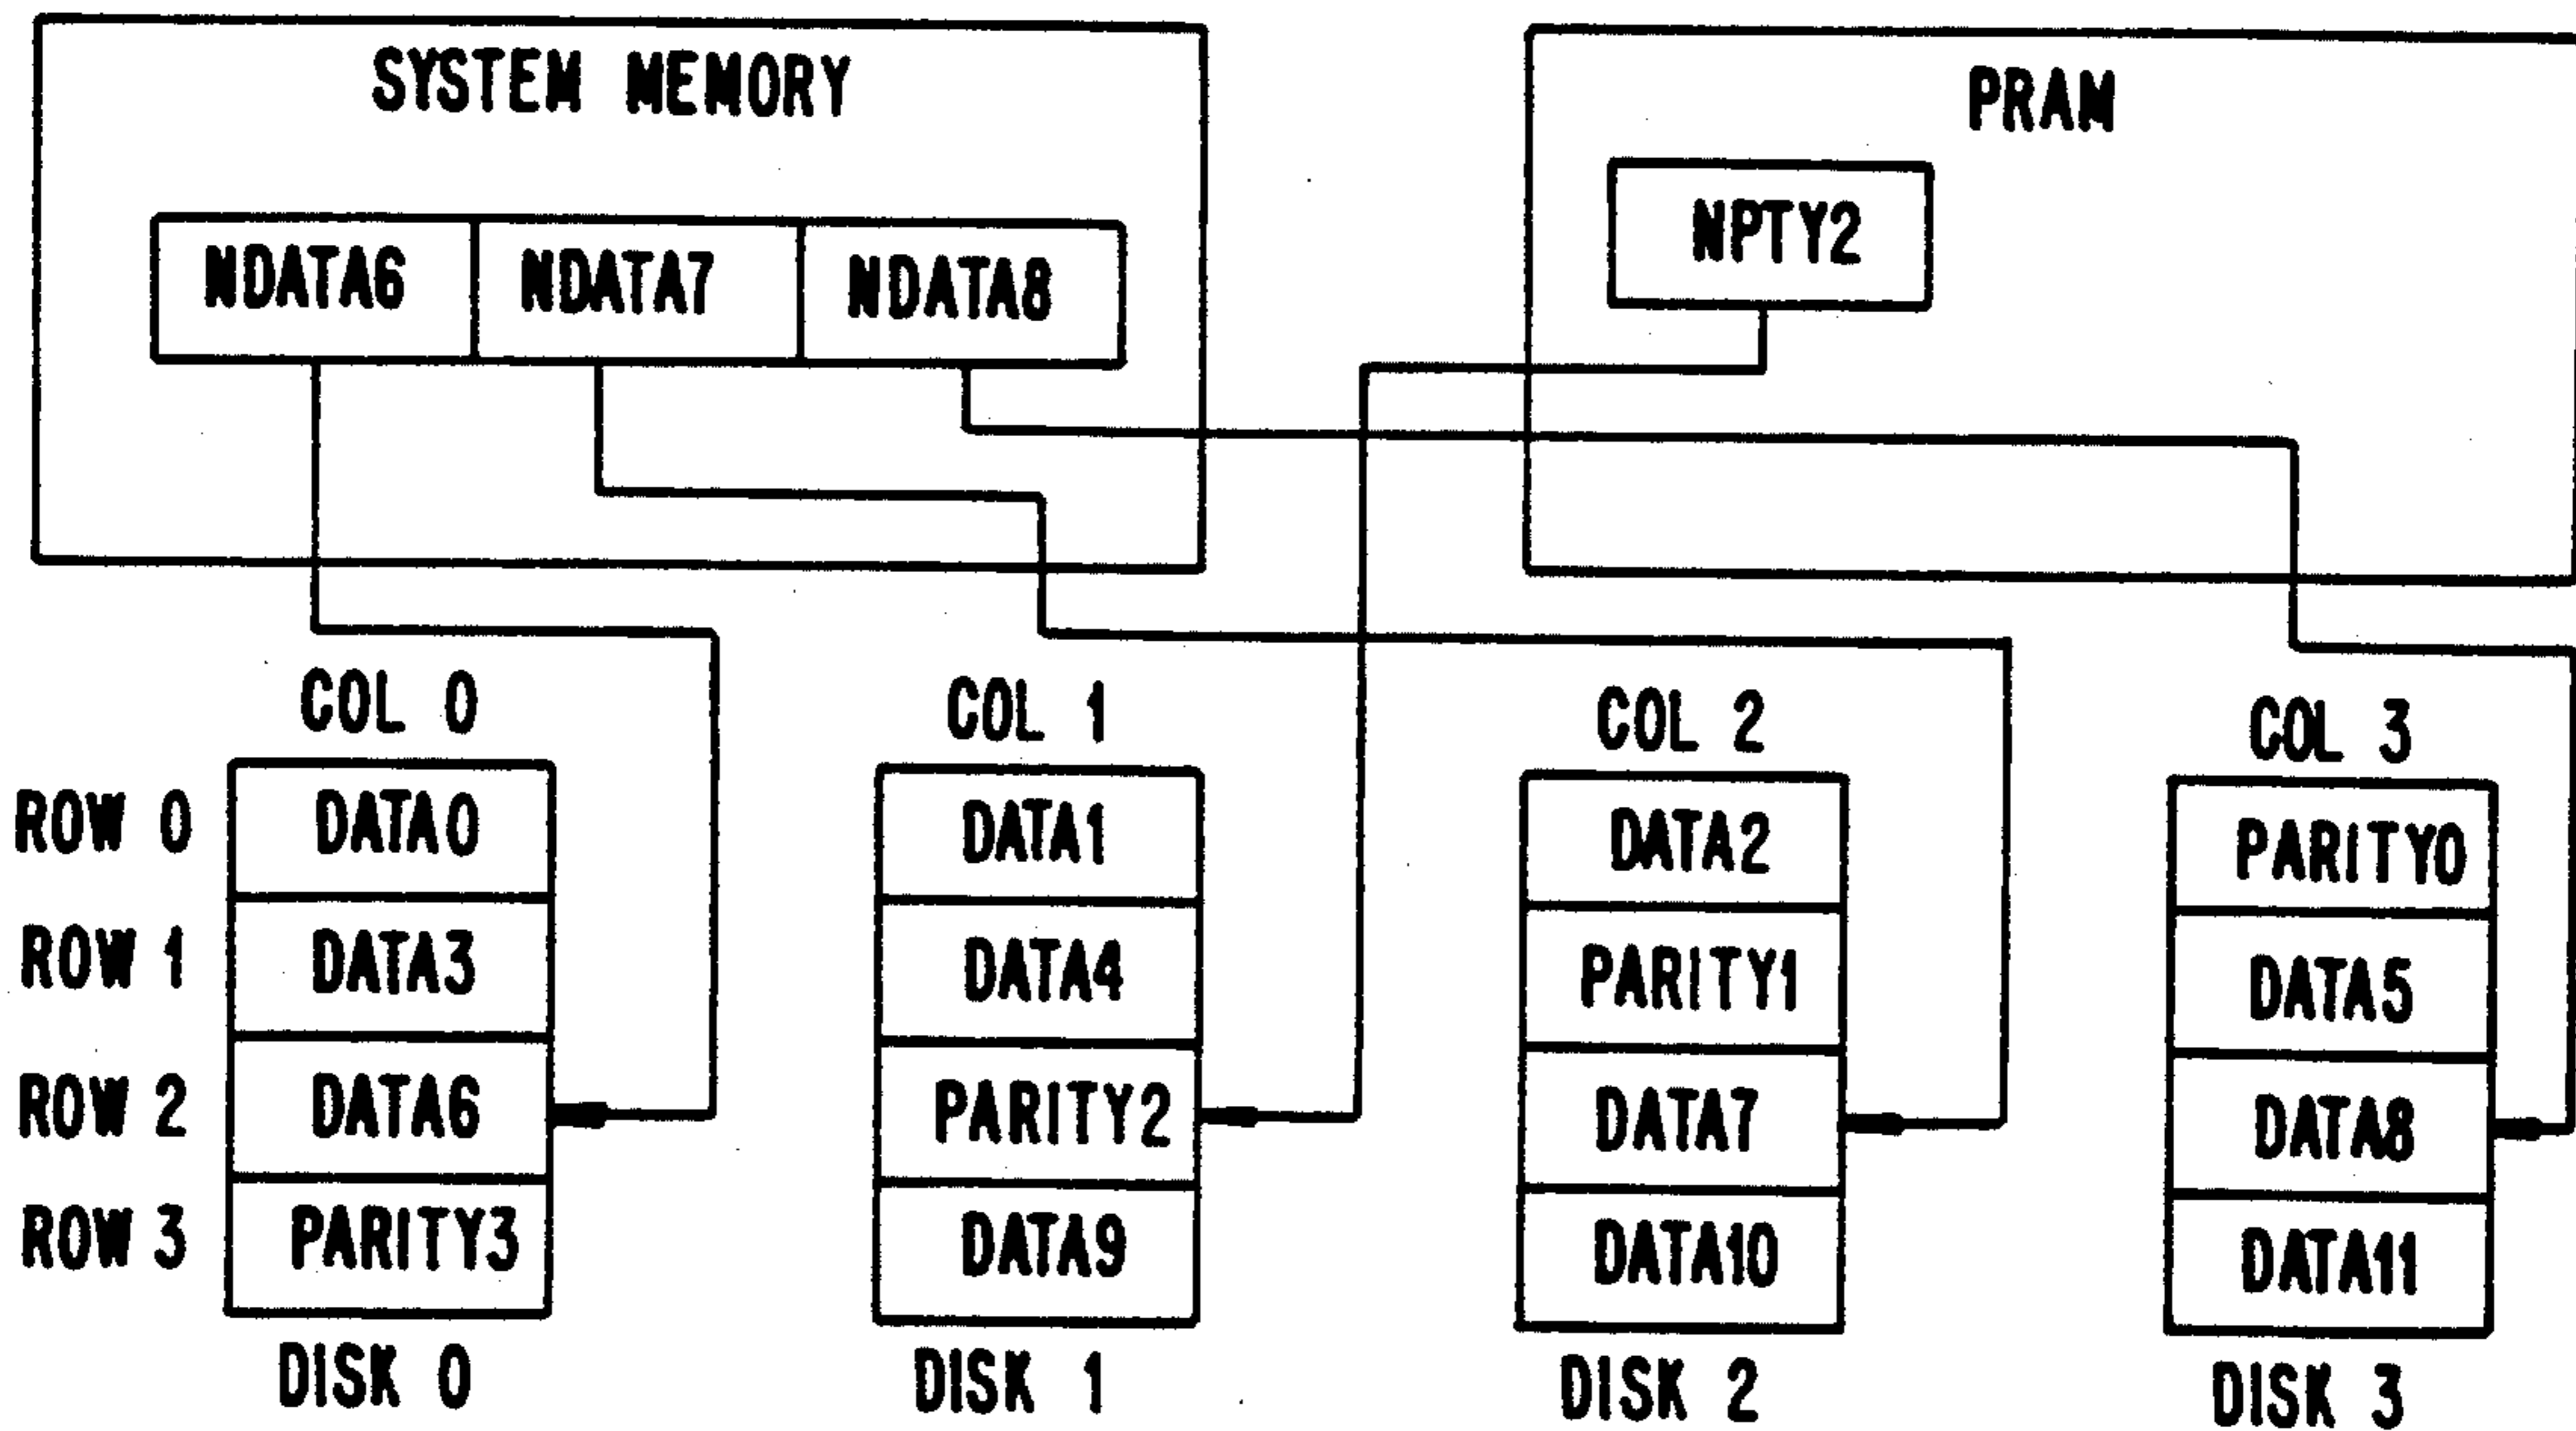 SYSTEM MEMORY
PRAM
NDATA6 NDATA7 NDATA8
NPTY2
COL 0 COL 1 COL 2 COL 3
ROW 0 DATA0 DATA1 DATA2 PARITY0
ROW 1 DATA3 DATA4 PARITY1 DATA5
ROW 2 DATA6 PARITY2 DATA7 DATA8
ROW 3 PARITY3 DATA9 DATA10 DATA11
DISK 0 DISK 1 DISK 2 DISK 3